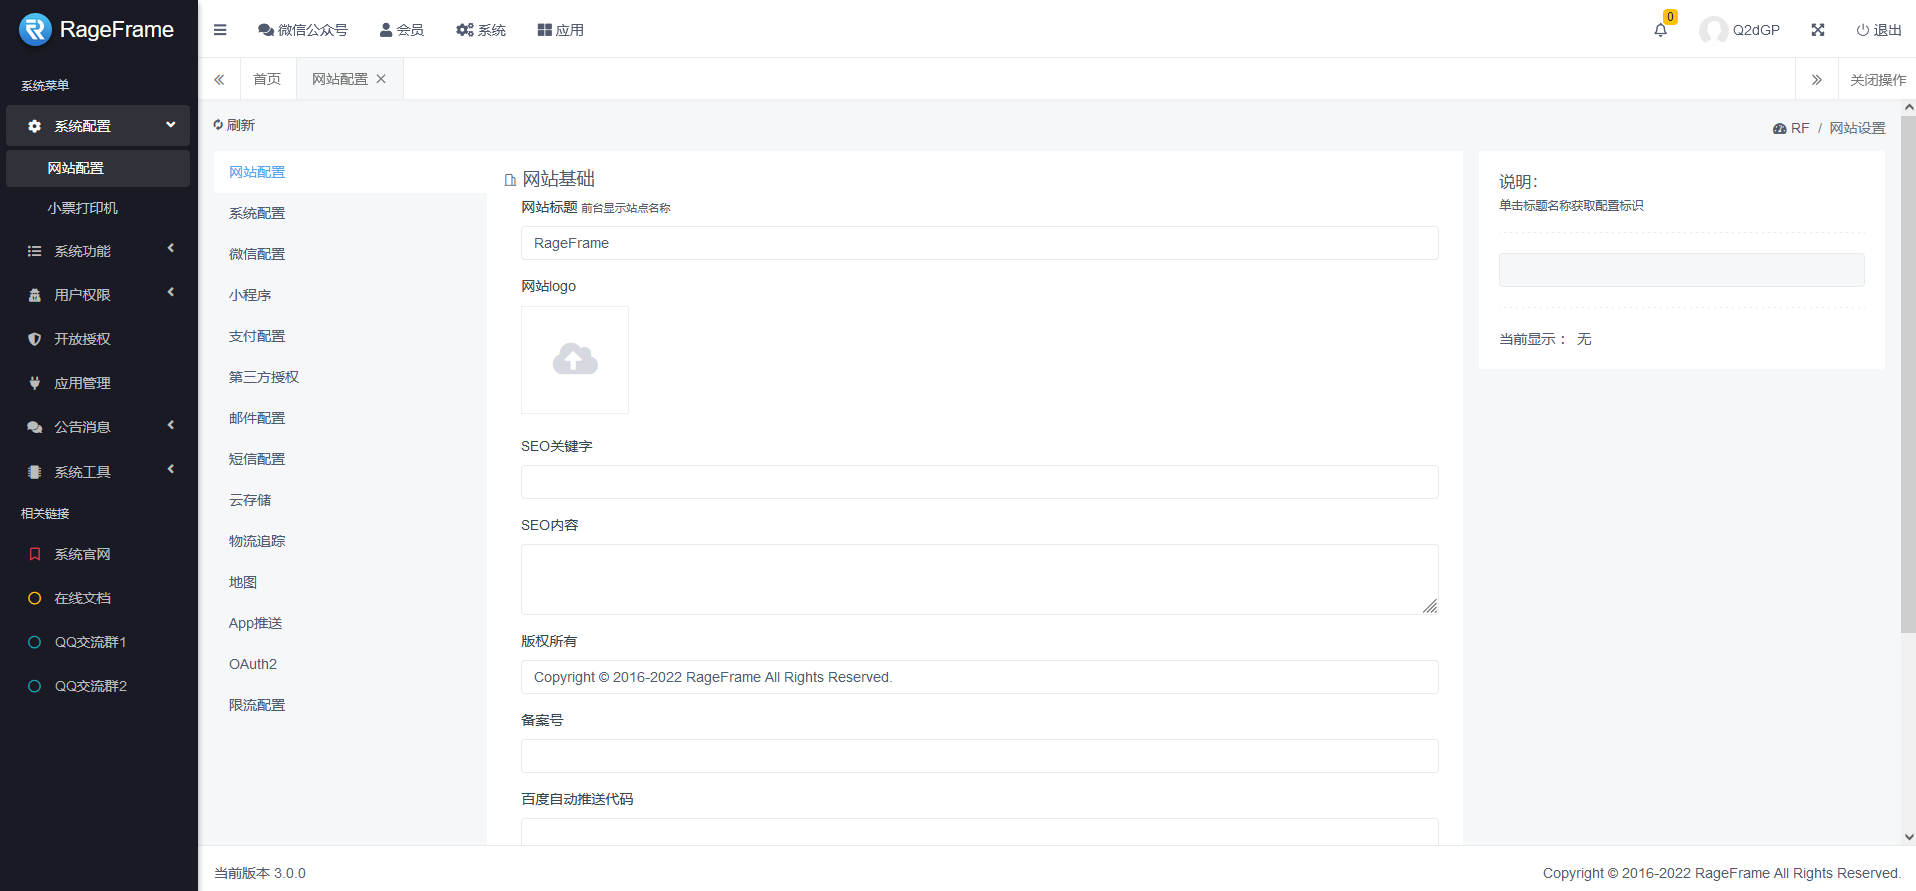 RageFrame
微信公众号
会员
系统
应用
0
Q2dGP
退出
系统菜单
系统配置
网站配置
小票打印机
系统功能
用户权限
开放授权
应用管理
公告消息
系统工具
相关链接
系统官网
在线文档
QQ交流群1
QQ交流群2
首页
网站配置
关闭操作
刷新
RF / 网站设置
网站配置
系统配置
微信配置
小程序
支付配置
第三方授权
邮件配置
短信配置
云存储
物流追踪
地图
App推送
OAuth2
限流配置
网站基础
网站标题 前台显示站点名称
RageFrame
网站logo
SEO关键字
SEO内容
版权所有
Copyright © 2016-2022 RageFrame All Rights Reserved.
备案号
百度自动推送代码
说明：
单击标题名称获取配置标识
当前显示： 无
当前版本 3.0.0
Copyright © 2016-2022 RageFrame All Rights Reserved.